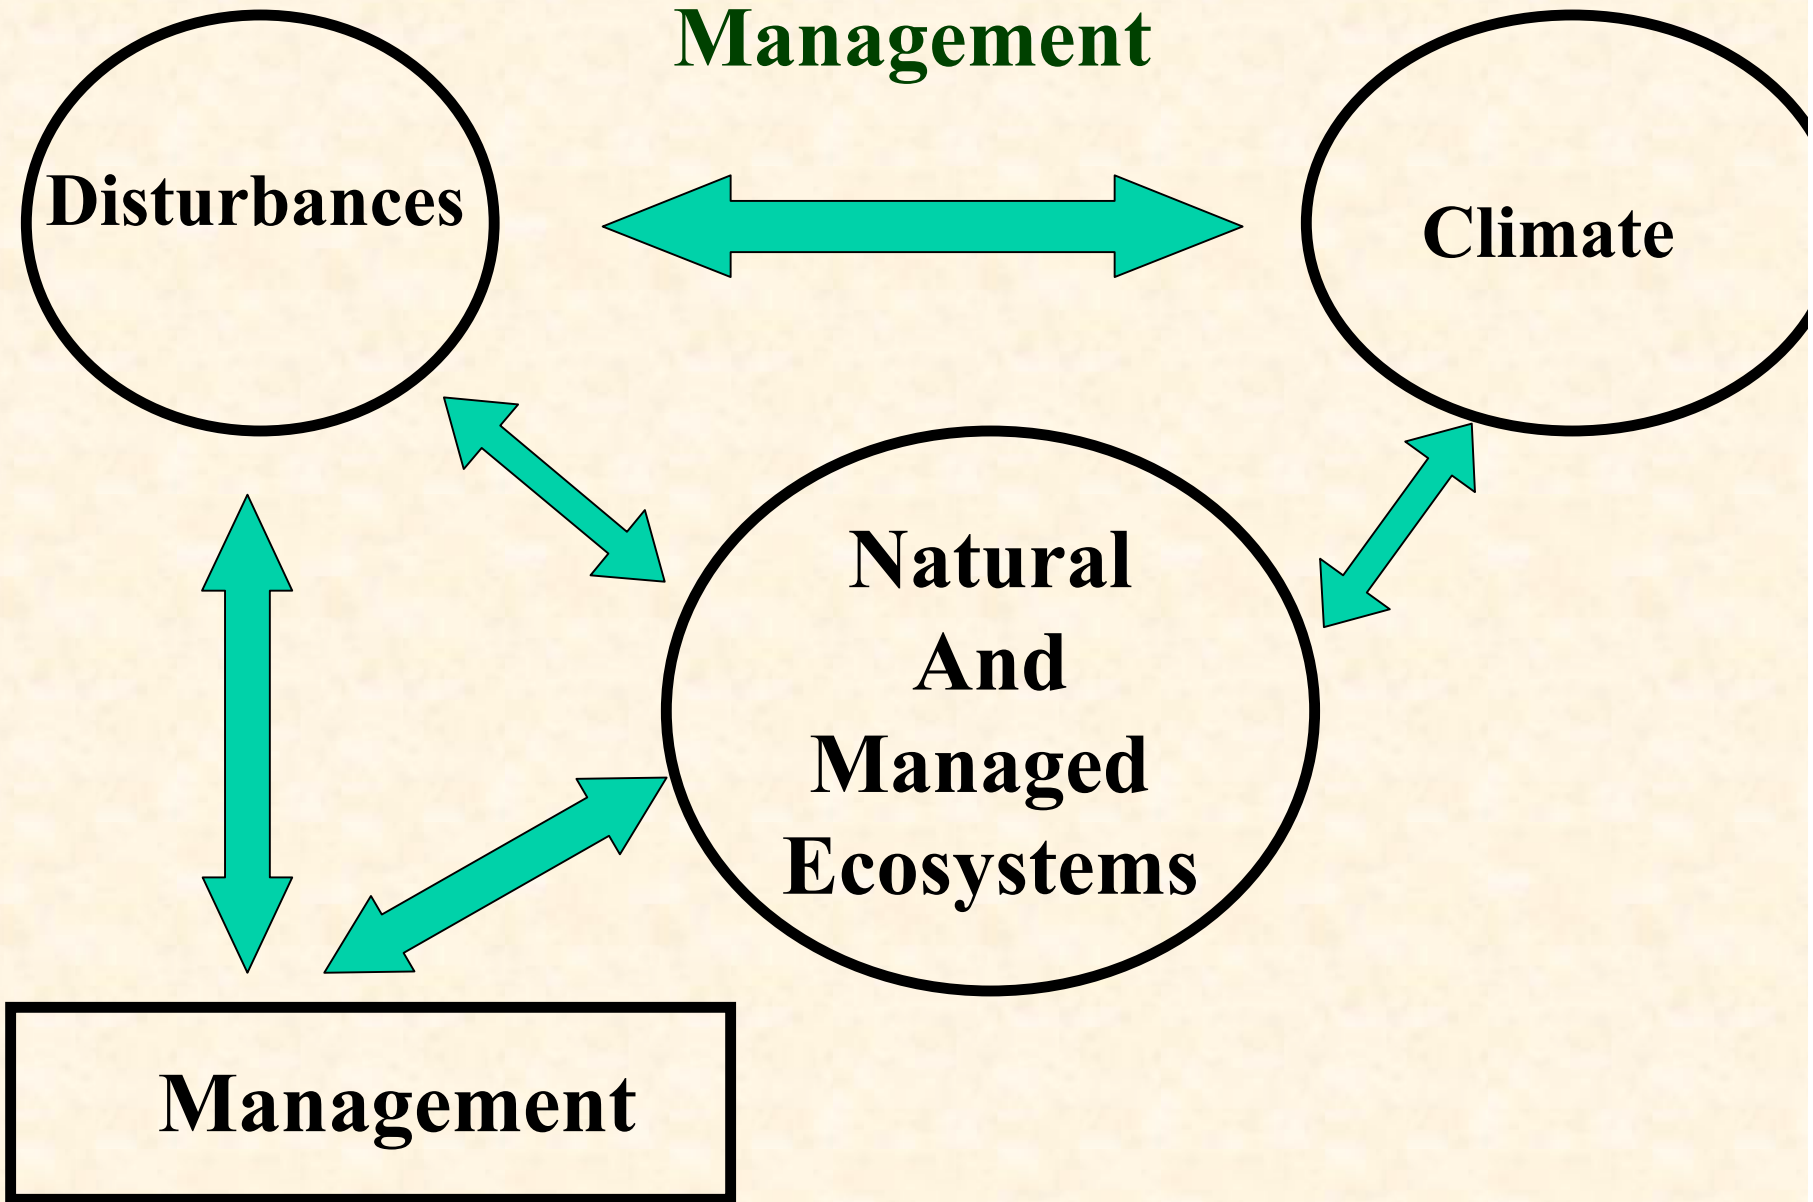 Management
Disturbances
Climate
Natural
And
Managed
Ecosystems
Management